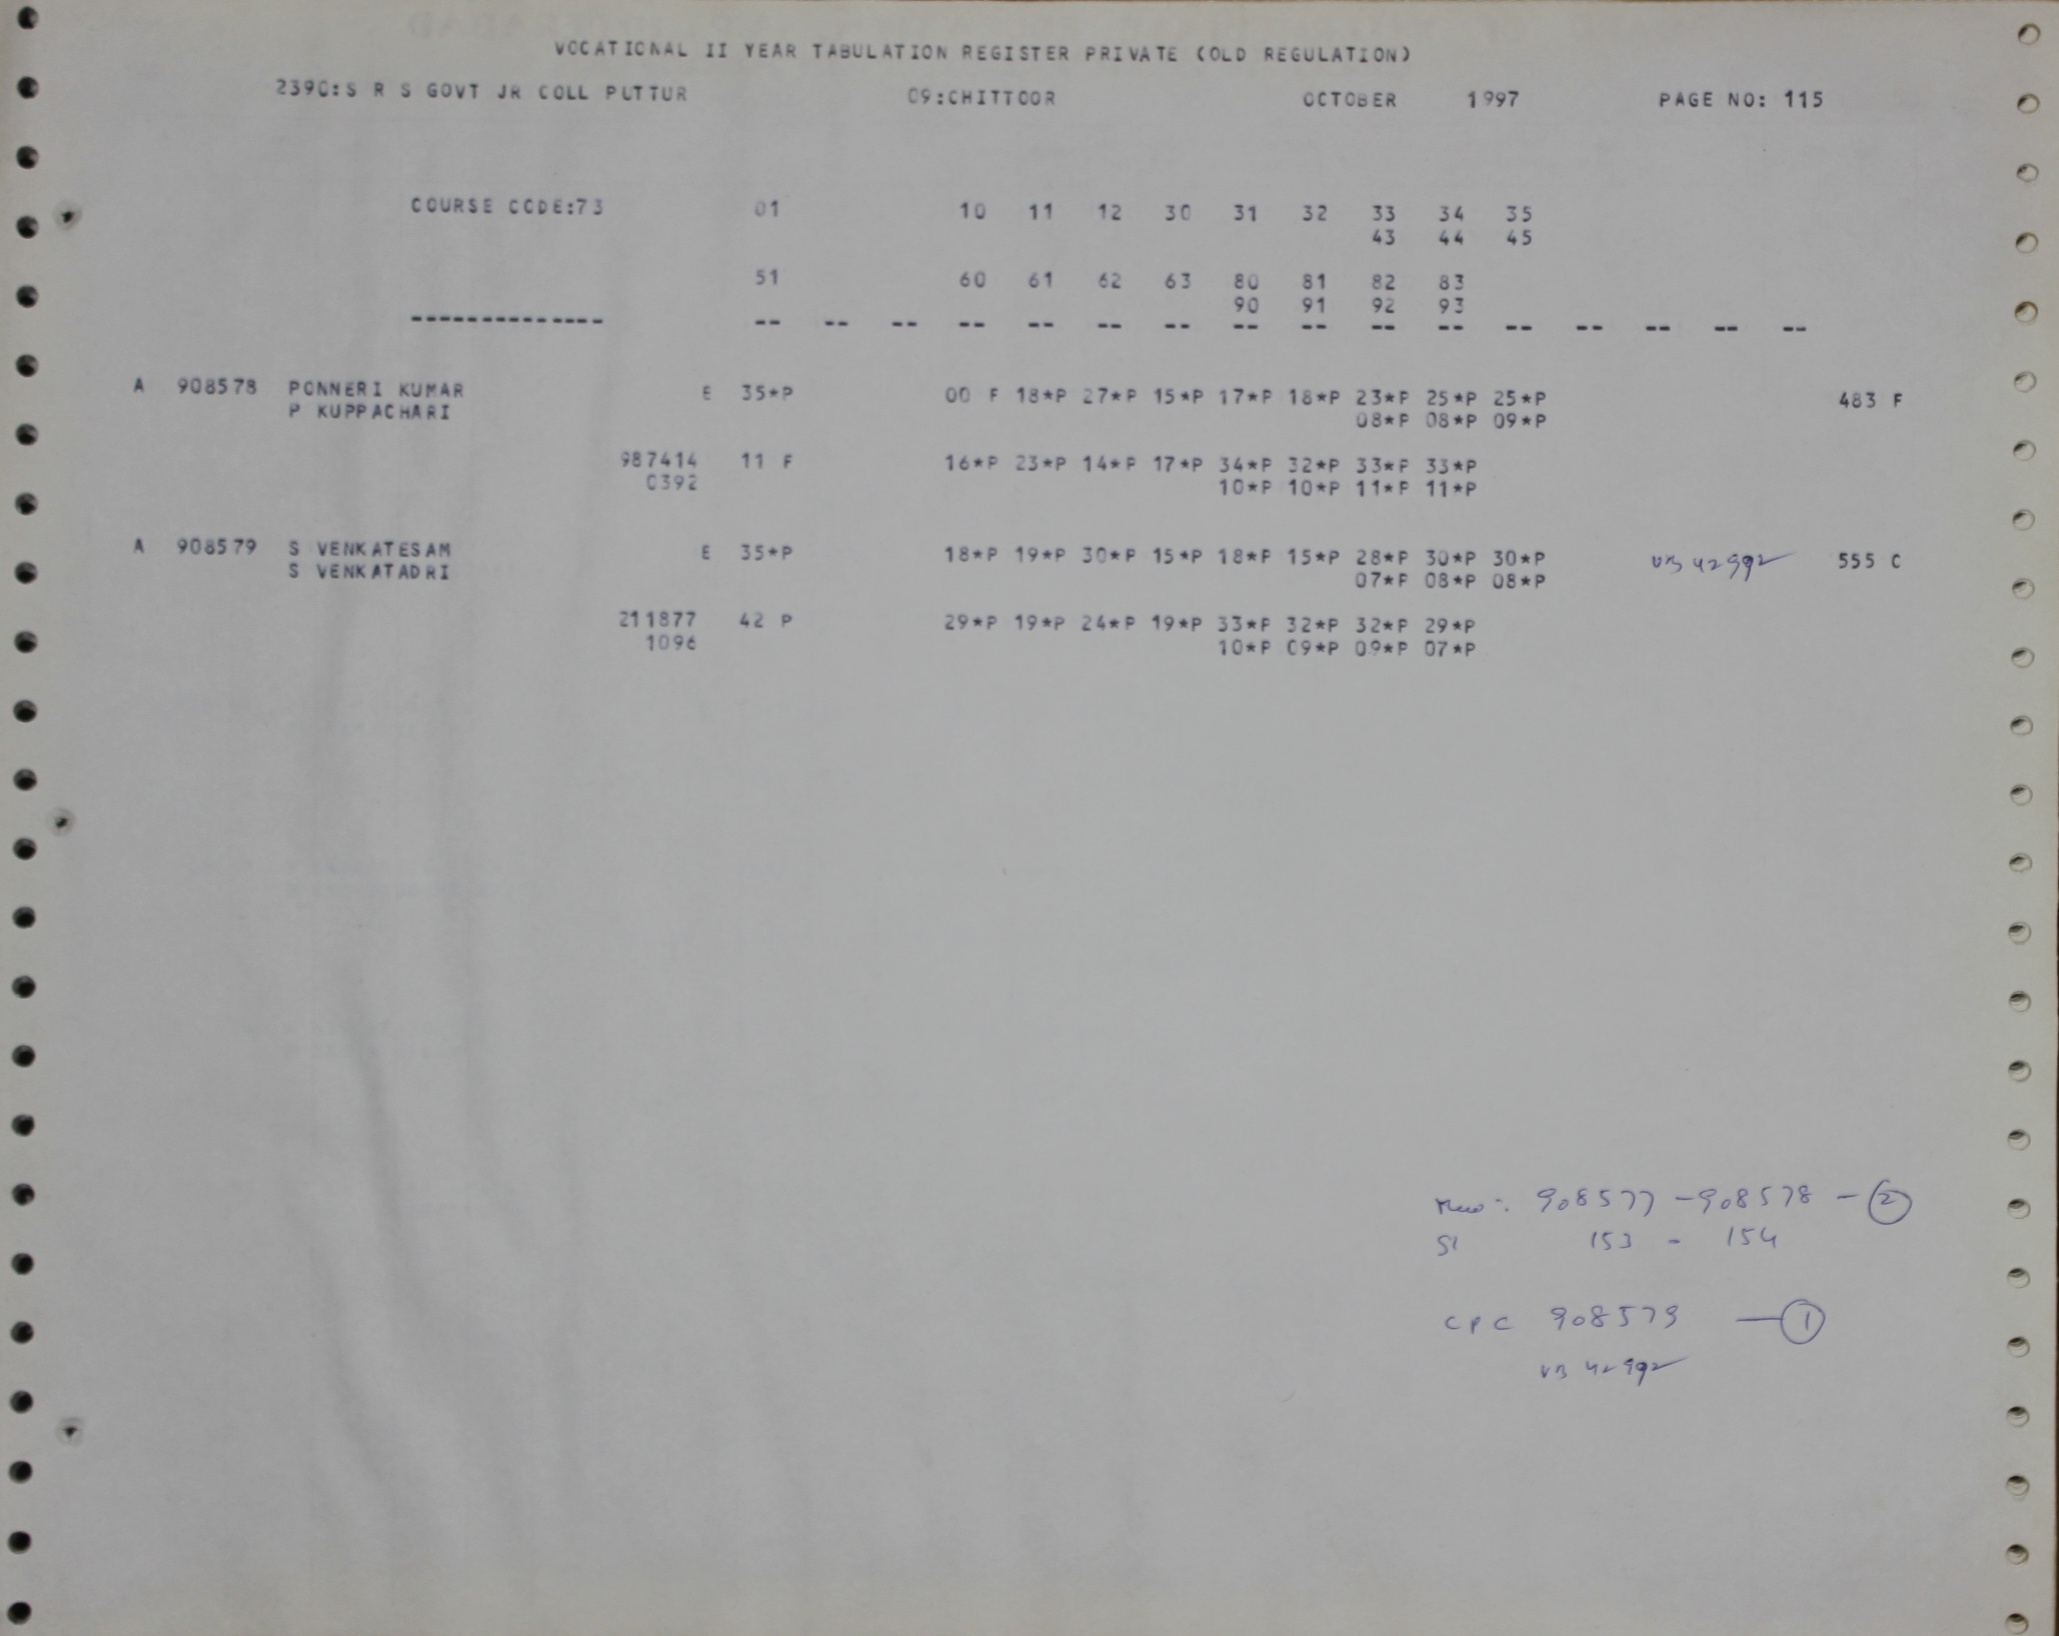 VOCATIONAL II YEAR TABULATION REGISTER PRIVATE (OLD REGULATION)
2390:S R S GOVT JR COLL PUTTUR 09:CHITTOOR OCTOBER 1997 PAGE NO: 115
COURSE CODE:73 01 10 11 12 30 31 32 33 34 35
43 44 45
51 60 61 62 63 80 81 82 83
90 91 92 93
-------------- -- -- -- -- -- -- -- -- -- -- -- -- -- -- -- --
A 908578 PONNERI KUMAR E 35*P 00 F 18*P 27*P 15*P 17*P 18*P 23*P 25*P 25*P 483 F
P KUPPACHARI 08*P 08*P 09*P
987414 11 F 16*P 23*P 14*P 17*P 34*P 32*P 33*P 33*P
0392 10*P 10*P 11*P 11*P
A 908579 S VENKATESAM E 35*P 18*P 19*P 30*P 15*P 18*P 15*P 28*P 30*P 30*P VB 42992 555 C
S VENKATADRI 07*P 08*P 08*P
211877 42 P 29*P 19*P 24*P 19*P 33*P 32*P 32*P 29*P
1096 10*P 09*P 09*P 07*P
908577 - 908578 - 2
Sl 153 - 154
CPC 908579 — 1
VB 42992